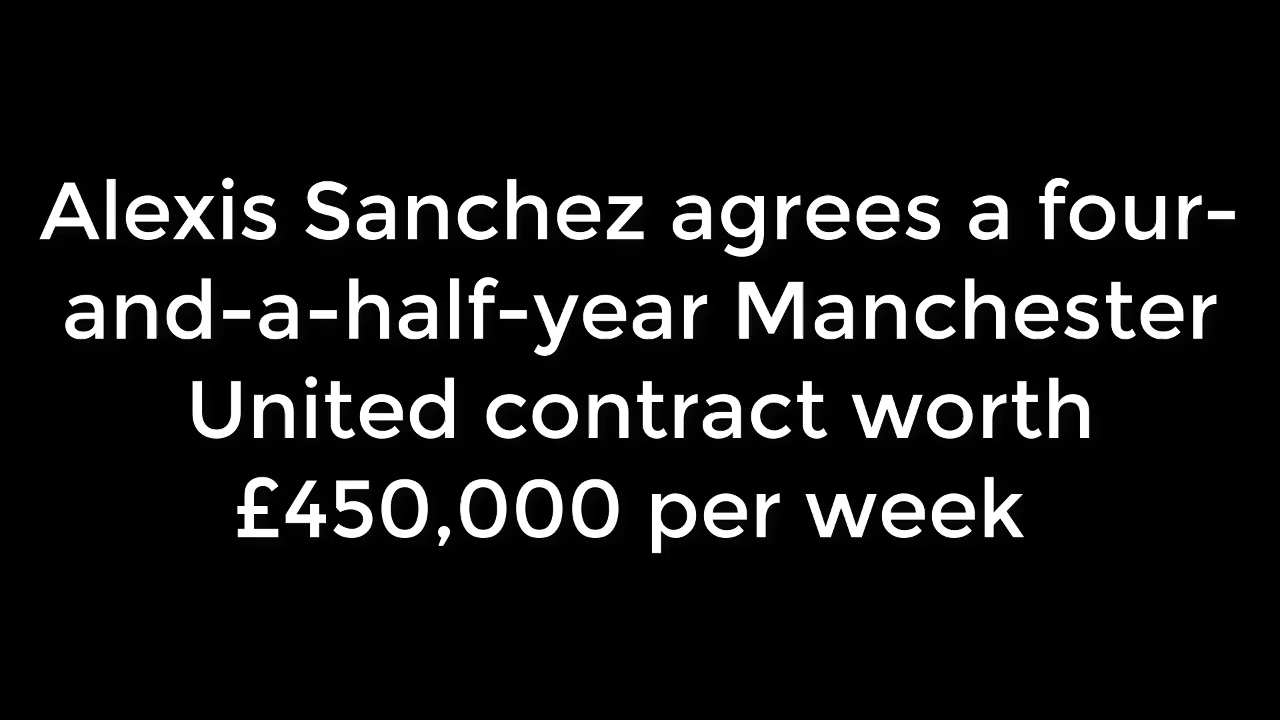 Alexis Sanchez agrees a four-
and-a-half-year Manchester
United contract worth
£450,000 per week